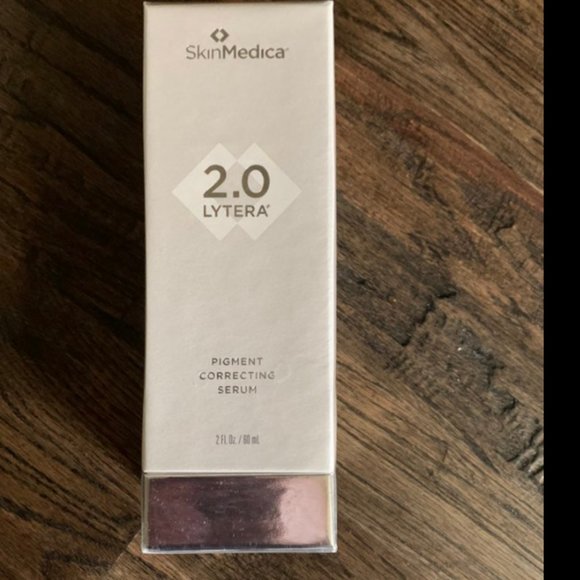 SkinMedica
2.0
LYTERA
PIGMENT
CORRECTING
SERUM
2 Fl. Oz. / 60 mL